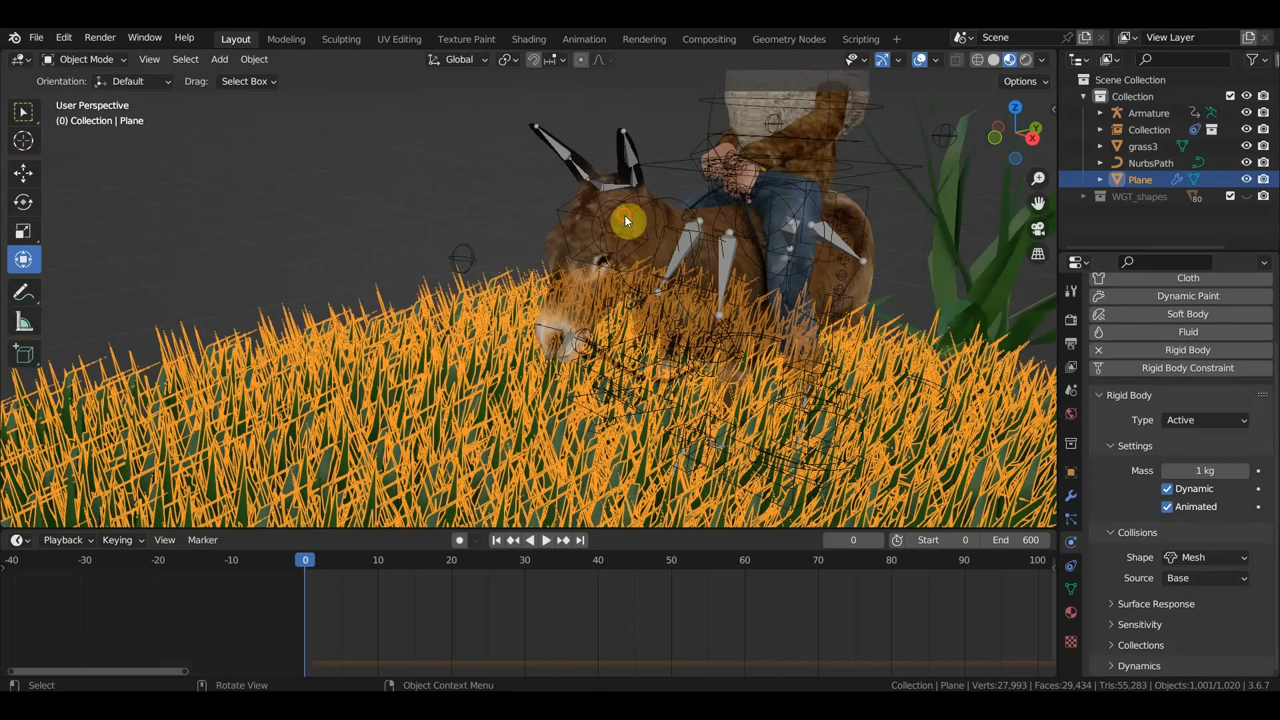 File Edit Render Window Help Layout Modeling Sculpting UV Editing Texture Paint Shading Animation Rendering Compositing Geometry Nodes Scripting + Scene View Layer
Object Mode View Select Add Object Global
Orientation: Default Drag: Select Box Options
User Perspective
(0) Collection | Plane
Z
Y
X
Scene Collection
Collection
Armature
Collection
grass3
NurbsPath
Plane
WGT_shapes 80
Cloth
Dynamic Paint
Soft Body
Fluid
Rigid Body
Rigid Body Constraint
Rigid Body
Type Active
Settings
Mass 1 kg
Dynamic
Animated
Collisions
Shape Mesh
Source Base
Surface Response
Sensitivity
Collections
Dynamics
Playback Keying View Marker 0 Start 0 End 600
-40 -30 -20 -10 0 10 20 30 40 50 60 70 80 90 100
Select Rotate View Object Context Menu Collection | Plane | Verts:27,993 | Faces:29,434 | Tris:55,283 | Objects:1,001/1,020 | 3.6.7